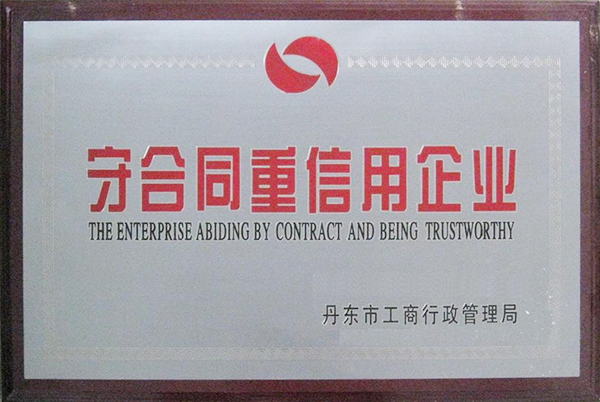 守合同重信用企业
THE ENTERPRISE ABIDING BY CONTRACT AND BEING TRUSTWORTHY
丹东市工商行政管理局